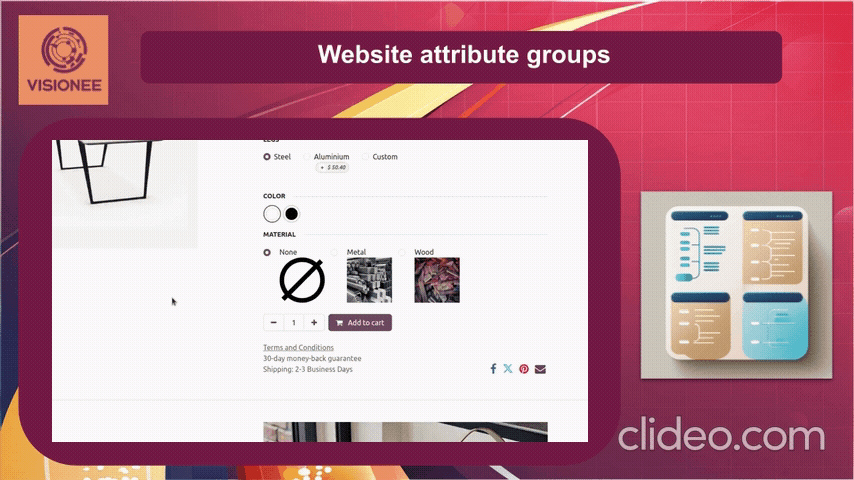 VISIONEE
Website attribute groups
Steel Aluminium Custom
+ $ 50.40
COLOR
MATERIAL
None Metal Wood
− 1 + Add to cart
Terms and Conditions
30-day money-back guarantee
Shipping: 2-3 Business Days
clideo.com